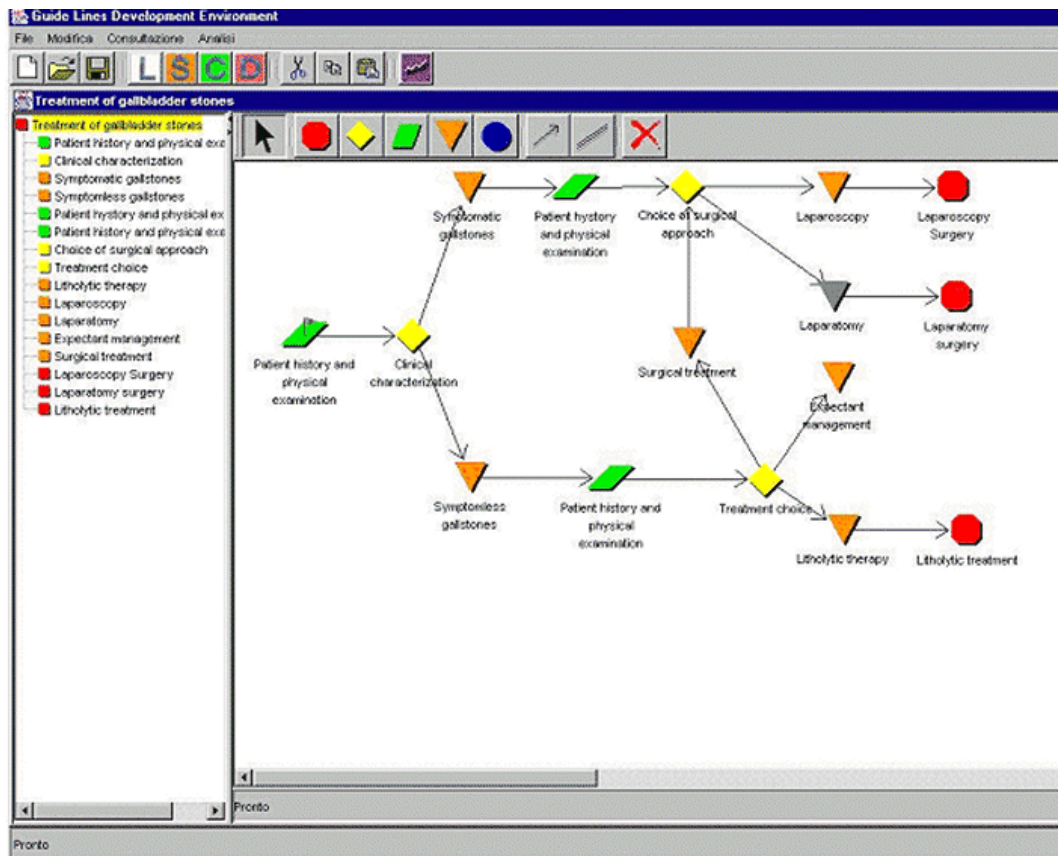 Guide Lines Development Environment
File Modifica Consultazione Analisi
L S C D
Treatment of gallbladder stones
Treatment of gallbladder stones
Patient history and physical exa
Clinical characterization
Symptomatic gallstones
Symptomless gallstones
Patient hystory and physical ex
Patient history and physical exa
Choice of surgical approach
Treatment choice
Litholytic therapy
Laparoscopy
Laparatomy
Expectant management
Surgical treatment
Laparoscopy Surgery
Laparatomy surgery
Litholytic treatment
Symptomatic
gallstones
Patient hystory
and physical
examination
Choice of surgical
approach
Laparoscopy
Laparoscopy
Surgery
Laparatomy
Laparatomy
surgery
Patient history and
physical
examination
Clinical
characterization
Surgical treatment
Expectant
management
Symptomless
gallstones
Patient history and
physical
examination
Treatment choice
Litholytic therapy
Litholytic treatment
Pronto
Pronto